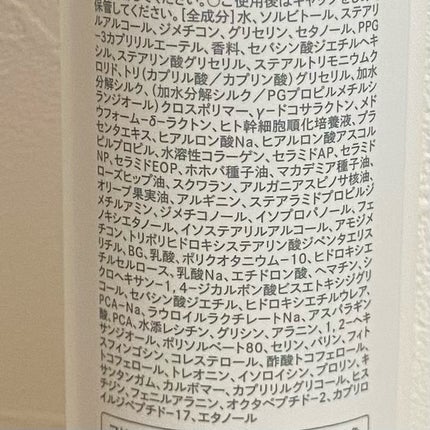 保管してください。[全成分]水、ソルビトール、ステアリ
ルアルコール、ジメチコン、グリセリン、セタノール、PPG
-3カプリリルエーテル、香料、セバシン酸ジエチルヘキ
シル、ステアリン酸グリセリル、ステアルトリモニウムク
ロリド、トリ(カプリル酸／カプリン酸)グリセリル、加水
分解シルク、(加水分解シルク／PGプロピルメチルシ
ランジオール)クロスポリマー、γ-ドコサラクトン、メド
ウフォーム-δ-ラクトン、ヒト幹細胞順化培養液、プラ
センタエキス、ヒアルロン酸Na、ヒアルロン酸アスコル
ビルプロピル、水溶性コラーゲン、セラミドAP、セラミド
NP、セラミドEOP、ホホバ種子油、マカデミア種子油、
ローズヒップ油、スクワラン、アルガニアスピノサ核油、
オリーブ果実油、アルギニン、ステアラミドプロピルジ
メチルアミン、ジメチコノール、イソプロパノール、フェ
ノキシエタノール、イソステアリルアルコール、アモジメ
チコン、トリポリヒドロキシステアリン酸ジペンタエリス
リチル、BG、乳酸、ポリクオタニウム-10、ヒドロキシエ
チルセルロース、乳酸Na、エチドロン酸、ヘマチン、シ
クロヘキサン-1,4-ジカルボン酸ビスエトキシジグリ
コール、セバシン酸ジエチル、ヒドロキシエチルウレア、
PCA-Na、ラウロイルラクチレートNa、アスパラギン
酸、PCA、水添レシチン、グリシン、アラニン、1,2-ヘキ
サンジオール、ポリソルベート80、セリン、バリン、フィト
スフィンゴシン、コレステロール、酢酸トコフェロール、
トコフェロール、トレオニン、イソロイシン、プロリン、キ
サンタンガム、カルボマー、カプリリルグリコール、ヒス
チジン、フェニルアラニン、オクタペプチド-2、カプリロ
イルジペプチド-17、エタノール